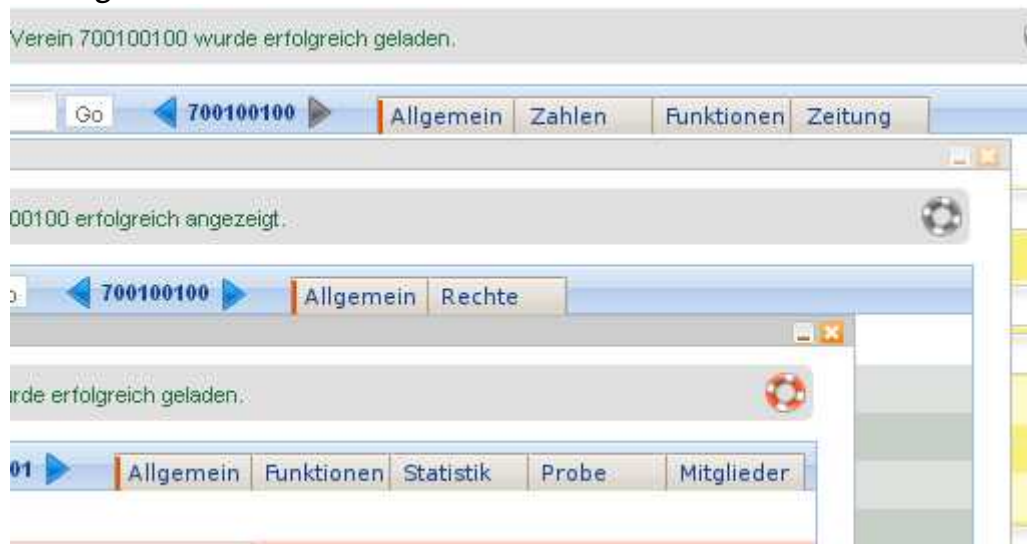 Verein 700100100 wurde erfolgreich geladen.
Go 700100100 Allgemein Zahlen Funktionen Zeitung
00100 erfolgreich angezeigt.
700100100 Allgemein Rechte
erfolgreich geladen.
01 Allgemein Funktionen Statistik Probe Mitglieder